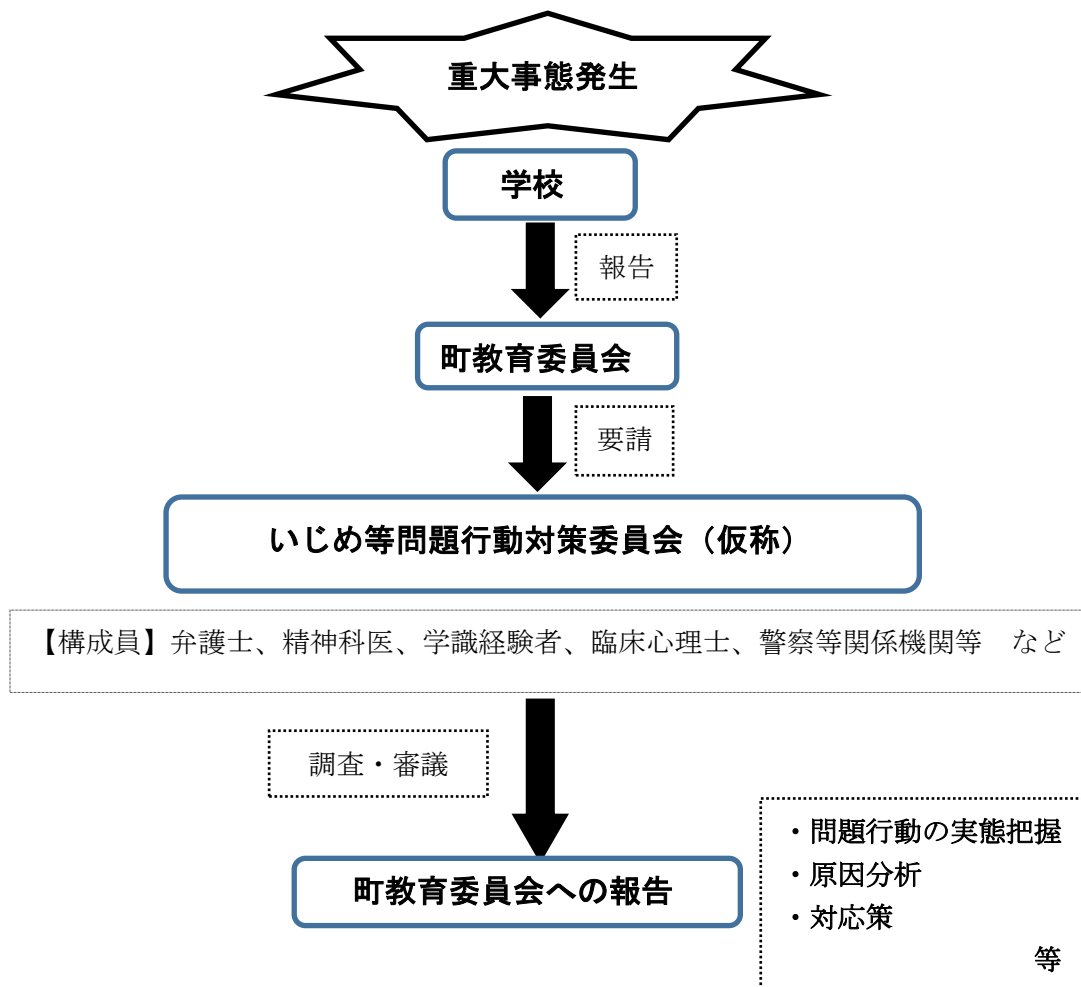 重大事態発生
学校
報告
町教育委員会
要請
いじめ等問題行動対策委員会（仮称）
【構成員】弁護士、精神科医、学識経験者、臨床心理士、警察等関係機関等　など
調査・審議
町教育委員会への報告
・問題行動の実態把握
・原因分析
・対応策
等